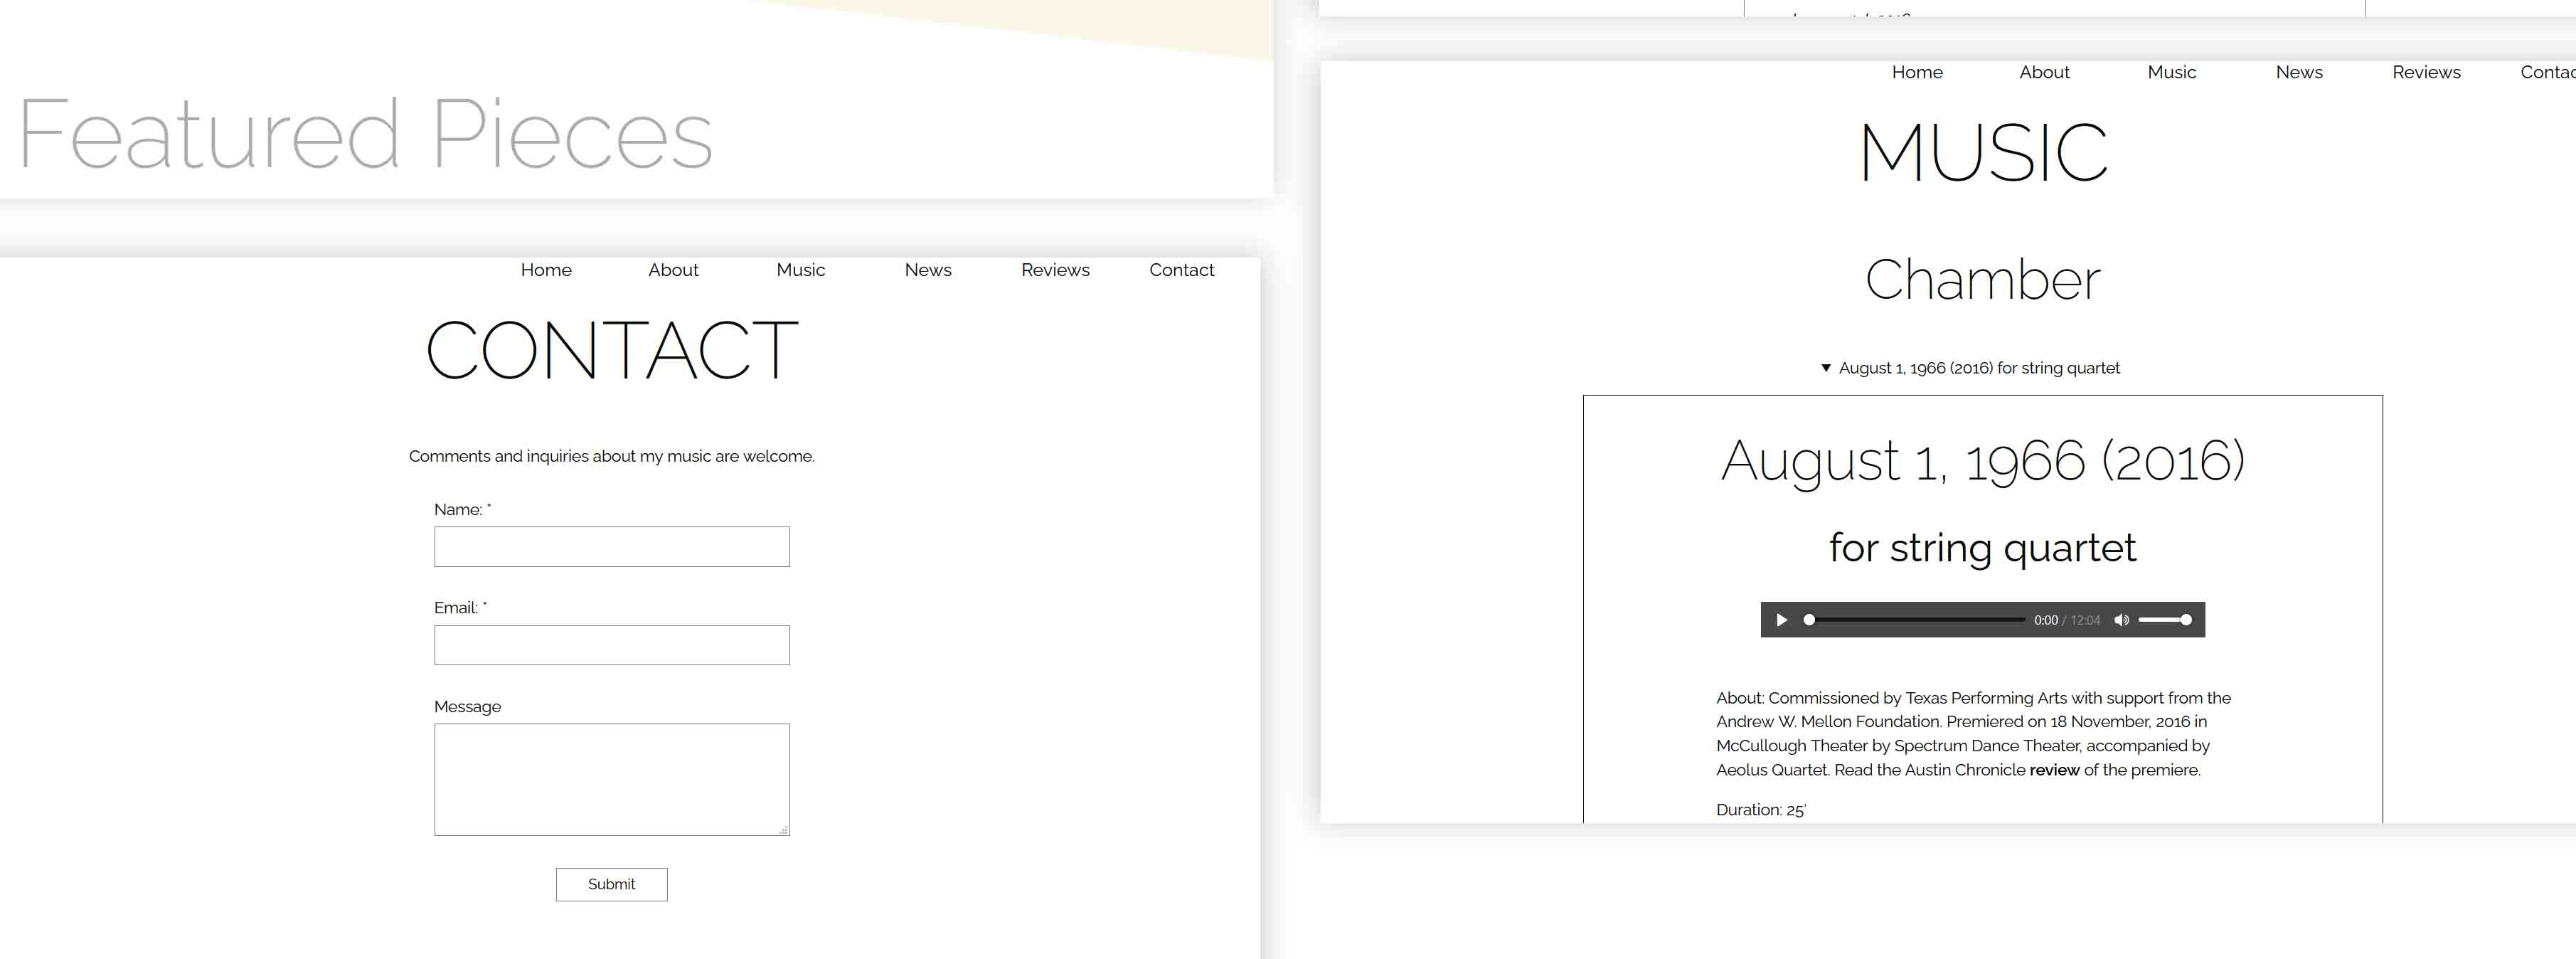 Featured Pieces
Home About Music News Reviews Contact
CONTACT
Comments and inquiries about my music are welcome.
Name: *
Email: *
Message
Submit
Home About Music News Reviews Contac
MUSIC
Chamber
▼ August 1, 1966 (2016) for string quartet
August 1, 1966 (2016)
for string quartet
0:00 / 12:04
About: Commissioned by Texas Performing Arts with support from the
Andrew W. Mellon Foundation. Premiered on 18 November, 2016 in
McCullough Theater by Spectrum Dance Theater, accompanied by
Aeolus Quartet. Read the Austin Chronicle review of the premiere.
Duration: 25'